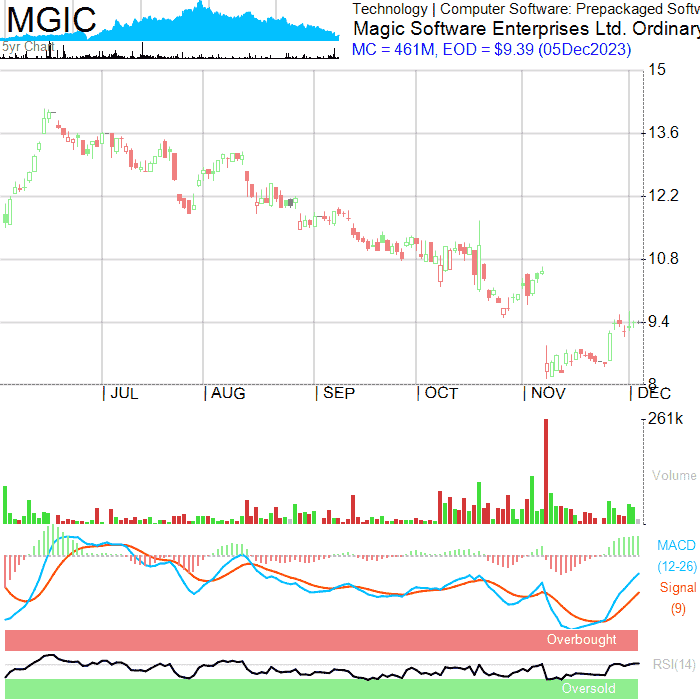 MGIC
5yr Chart
Technology | Computer Software: Prepackaged Softw
Magic Software Enterprises Ltd. Ordinary
MC = 461M, EOD = $9.39 (05Dec2023)
15
13.6
12.2
10.8
9.4
8
| JUL | AUG | SEP | OCT | NOV | DEC
261k
Volume
MACD
(12-26)
Signal
(9)
Overbought
RSI(14)
Oversold